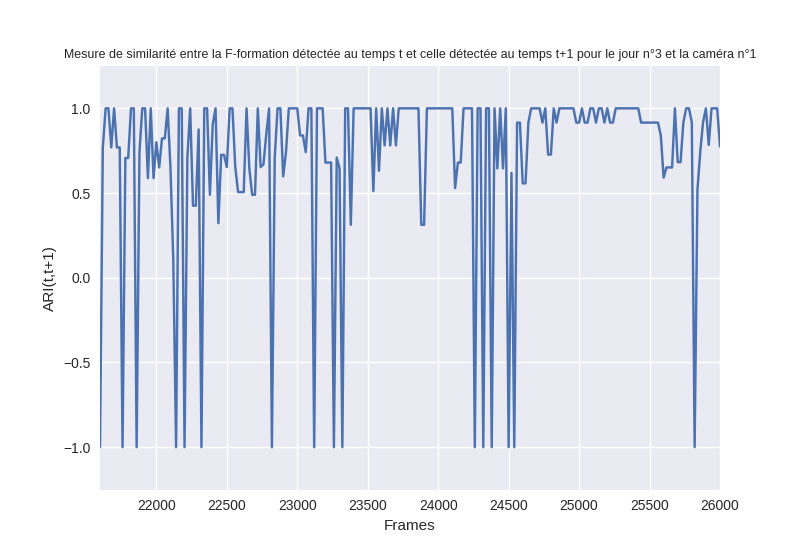 Mesure de similarité entre la F-formation détectée au temps t et celle détectée au temps t+1 pour le jour n°3 et la caméra n°1
1.0
0.5
0.0
−0.5
−1.0
ARI(t,t+1)
22000 22500 23000 23500 24000 24500 25000 25500 26000
Frames